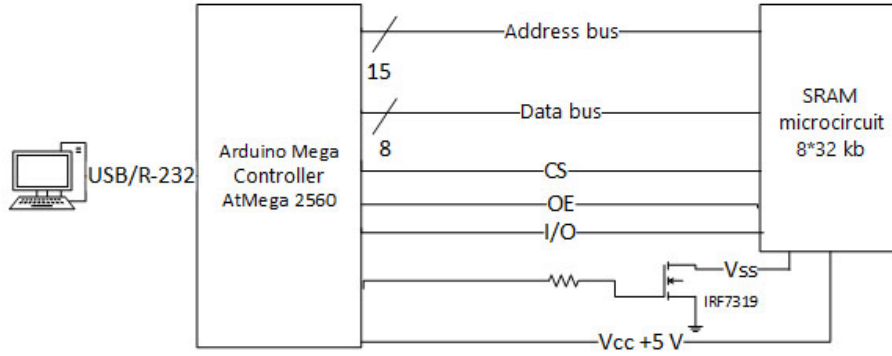 Address bus
15
Data bus
8
USB/R-232
Arduino Mega
Controller
AtMega 2560
CS
OE
I/O
SRAM
microcircuit
8*32 kb
Vss
IRF7319
Vcc +5 V